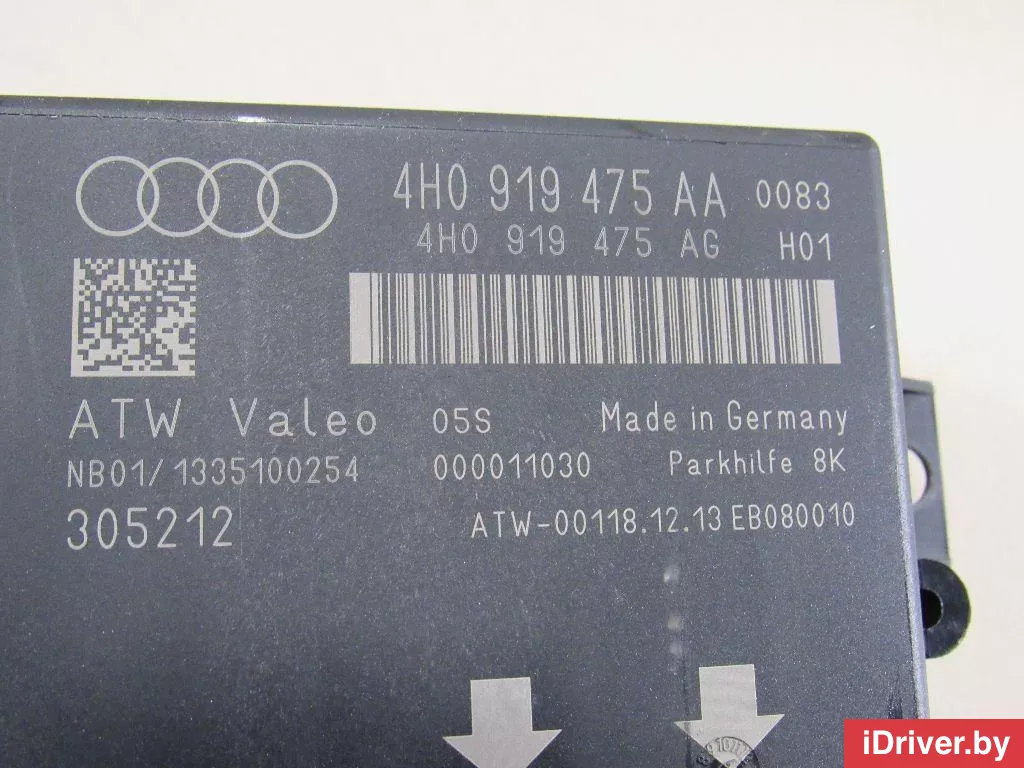 4H0 919 475 AA 0083
4H0 919 475 AG H01
ATW Valeo 05S Made in Germany
NB01/1335100254 000011030 Parkhilfe 8K
305212 ATW-00118.12.13 EB080010
iDriver.by